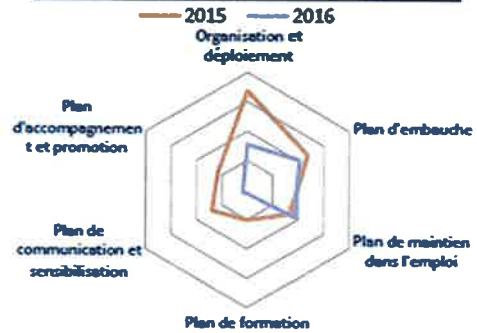 2015 2016
Organisation et
déploiement
Plan d'embauche
Plan de maintien
dans l'emploi
Plan de formation
Plan de
communication et
sensibilisation
Plan
d'accompagnemen
t et promotion